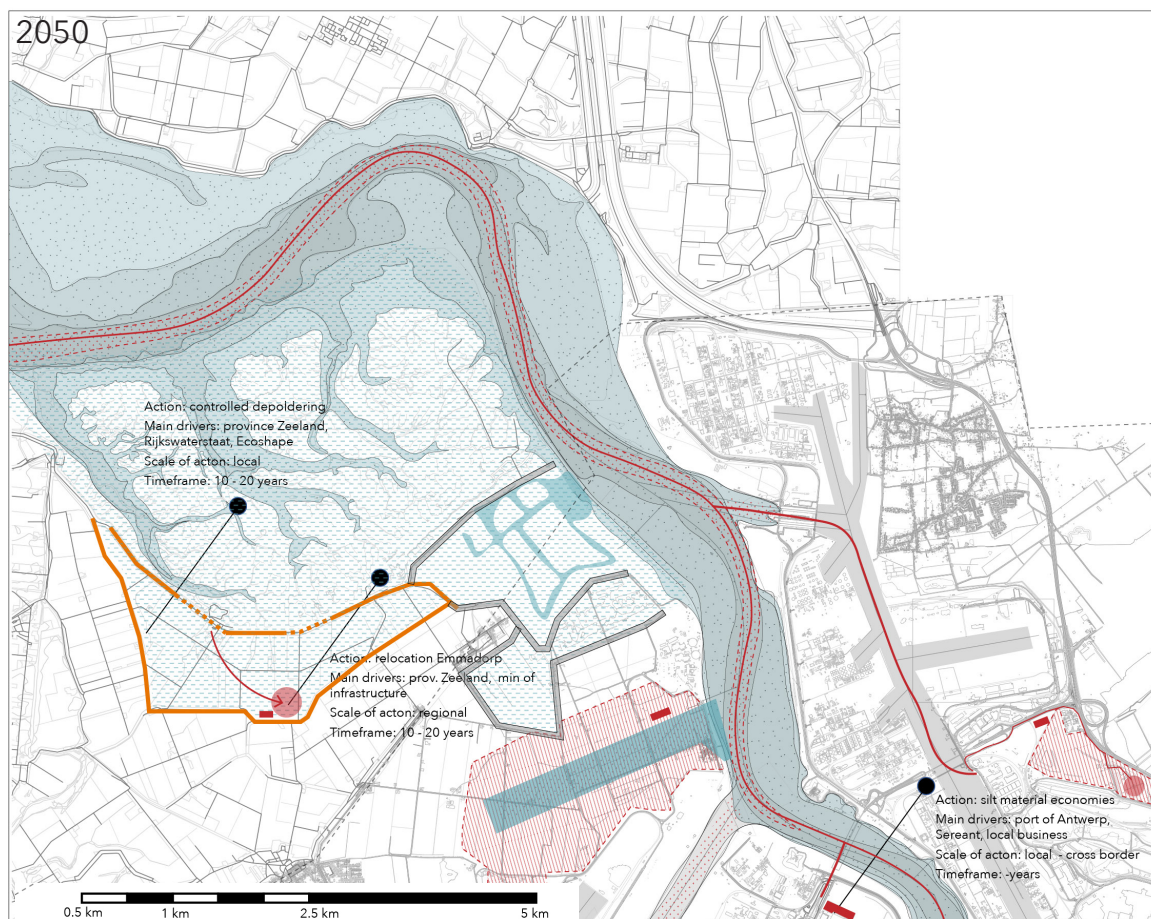 2050
Action: controlled depoldering
Main drivers: province Zeeland,
Rijkswaterstaat, Ecoshape
Scale of acton: local
Timeframe: 10 - 20 years
Action: relocation Emmadorp
Main drivers: prov. Zeeland, min of
infrastructure
Scale of acton: regional
Timeframe: 10 - 20 years
Action: silt material economies
Main drivers: port of Antwerp,
Sereant, local business
Scale of acton: local - cross border
Timeframe: -years
0.5 km 1 km 2.5 km 5 km